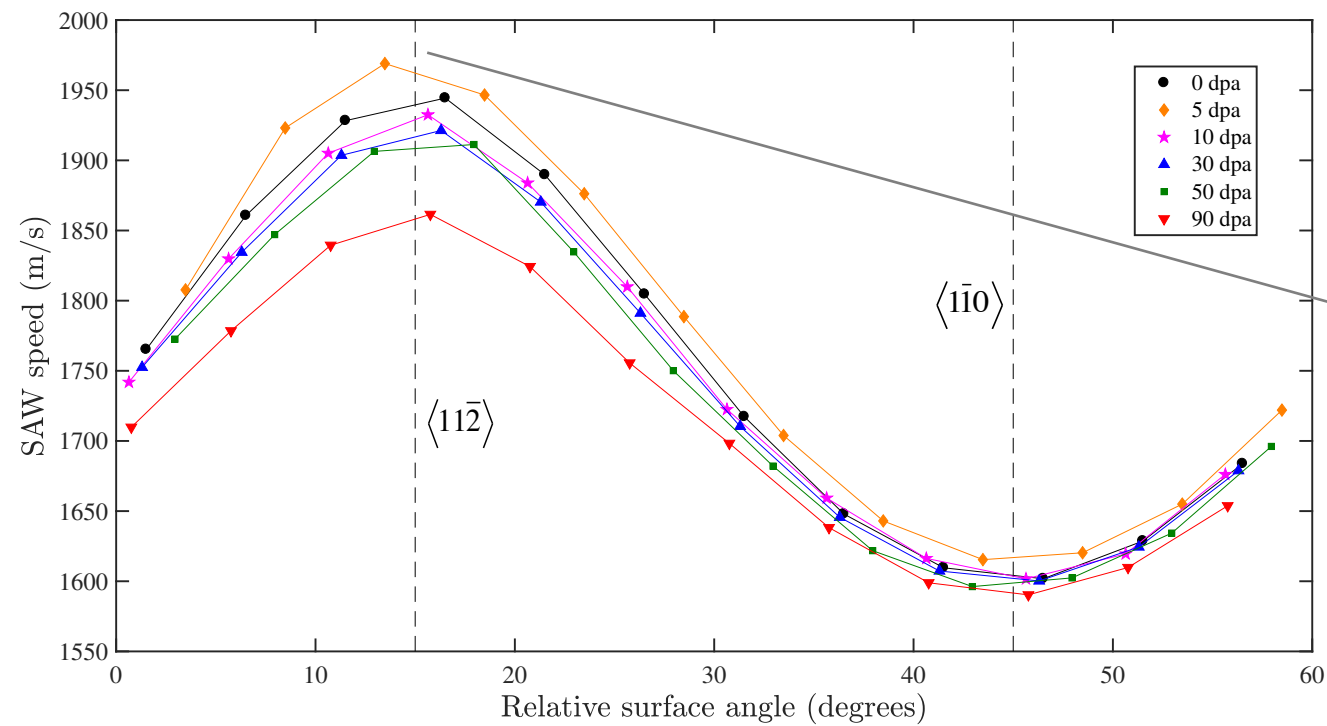 2000
1950
1900
1850
1800
1750
1700
1650
1600
1550
SAW speed (m/s)
0 dpa
5 dpa
10 dpa
30 dpa
50 dpa
90 dpa
⟨11̅0⟩
⟨112̅⟩
0 10 20 30 40 50 60
Relative surface angle (degrees)